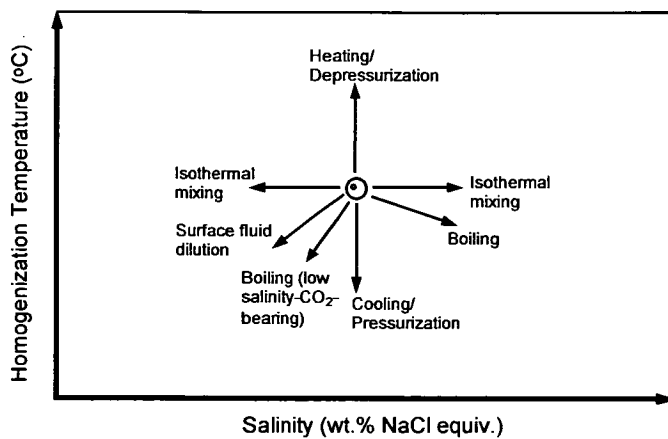 Homogenization Temperature (ºC)
Heating/
Depressurization
Isothermal
mixing
Isothermal
mixing
Surface fluid
dilution
Boiling
Boiling (low
salinity-CO₂-
bearing)
Cooling/
Pressurization
Salinity (wt.% NaCl equiv.)